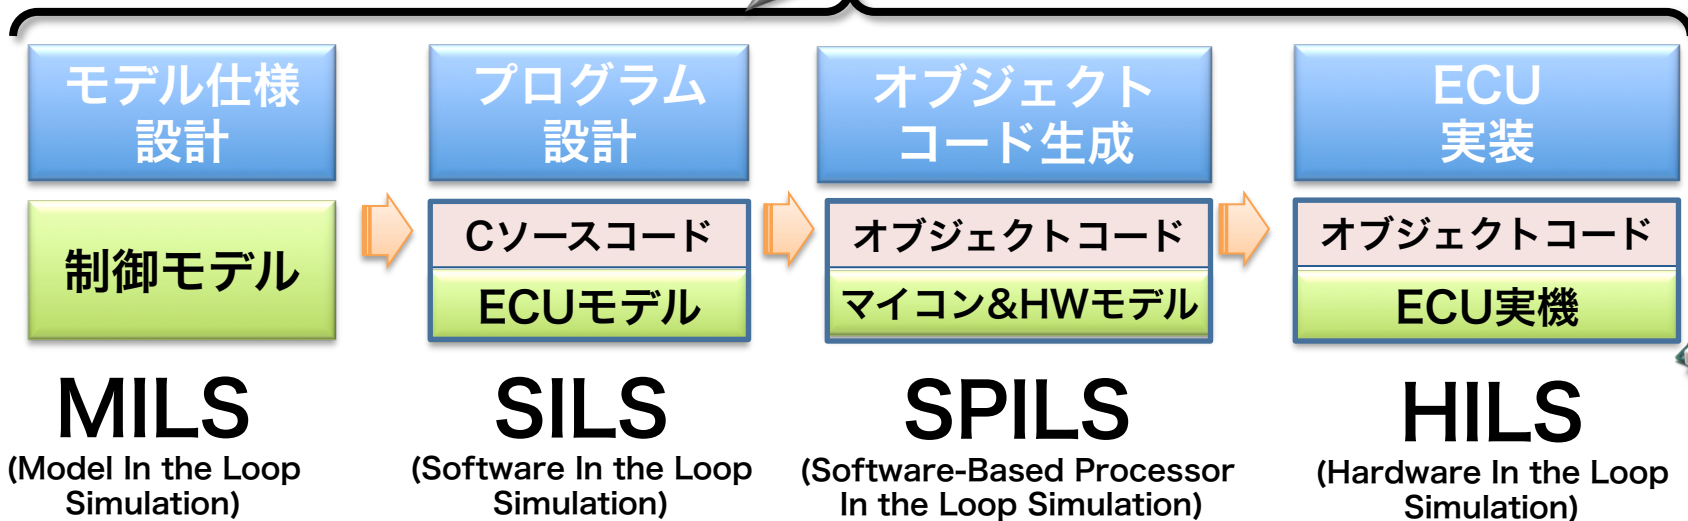 モデル仕様
設計
制御モデル
MILS
(Model In the Loop
Simulation)
プログラム
設計
Cソースコード
ECUモデル
SILS
(Software In the Loop
Simulation)
オブジェクト
コード生成
オブジェクトコード
マイコン&HWモデル
SPILS
(Software-Based Processor
In the Loop Simulation)
ECU
実装
オブジェクトコード
ECU実機
HILS
(Hardware In the Loop
Simulation)